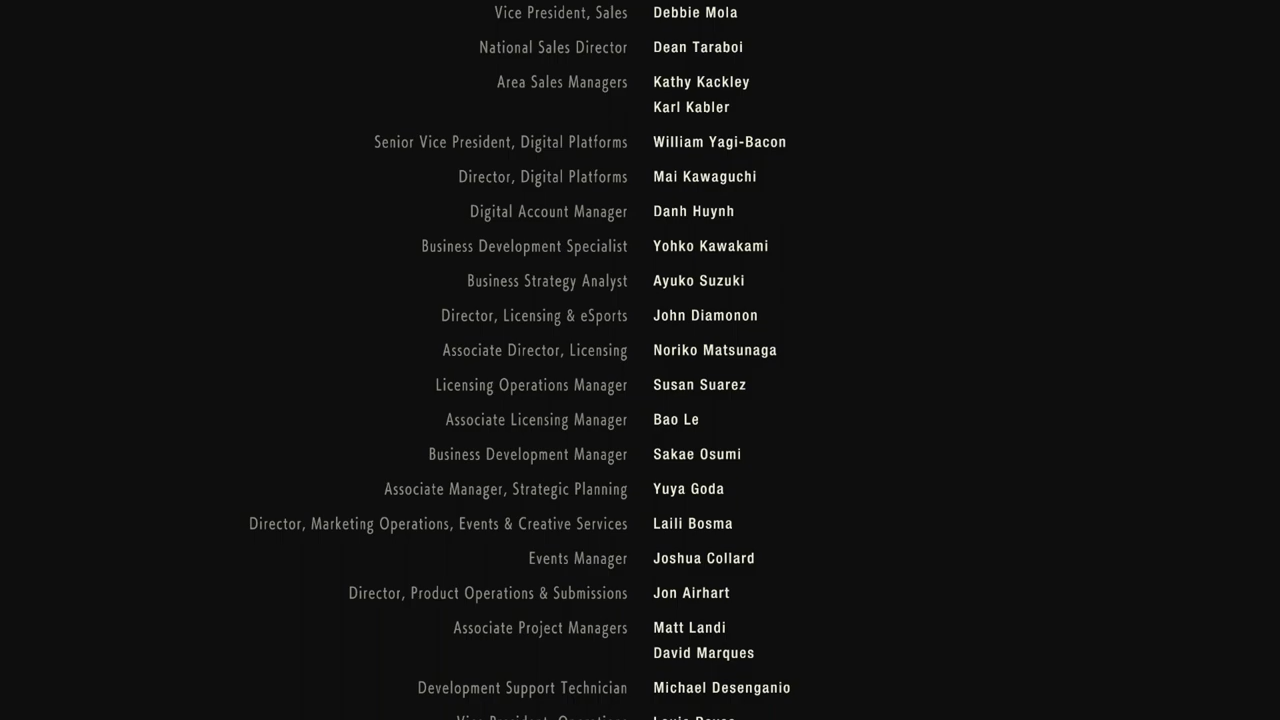 Vice President, Sales Debbie Mola
National Sales Director Dean Taraboi
Area Sales Managers Kathy Kackley
Karl Kabler
Senior Vice President, Digital Platforms William Yagi-Bacon
Director, Digital Platforms Mai Kawaguchi
Digital Account Manager Danh Huynh
Business Development Specialist Yohko Kawakami
Business Strategy Analyst Ayuko Suzuki
Director, Licensing & eSports John Diamonon
Associate Director, Licensing Noriko Matsunaga
Licensing Operations Manager Susan Suarez
Associate Licensing Manager Bao Le
Business Development Manager Sakae Osumi
Associate Manager, Strategic Planning Yuya Goda
Director, Marketing Operations, Events & Creative Services Laili Bosma
Events Manager Joshua Collard
Director, Product Operations & Submissions Jon Airhart
Associate Project Managers Matt Landi
David Marques
Development Support Technician Michael Desenganio
Vice President, Operations